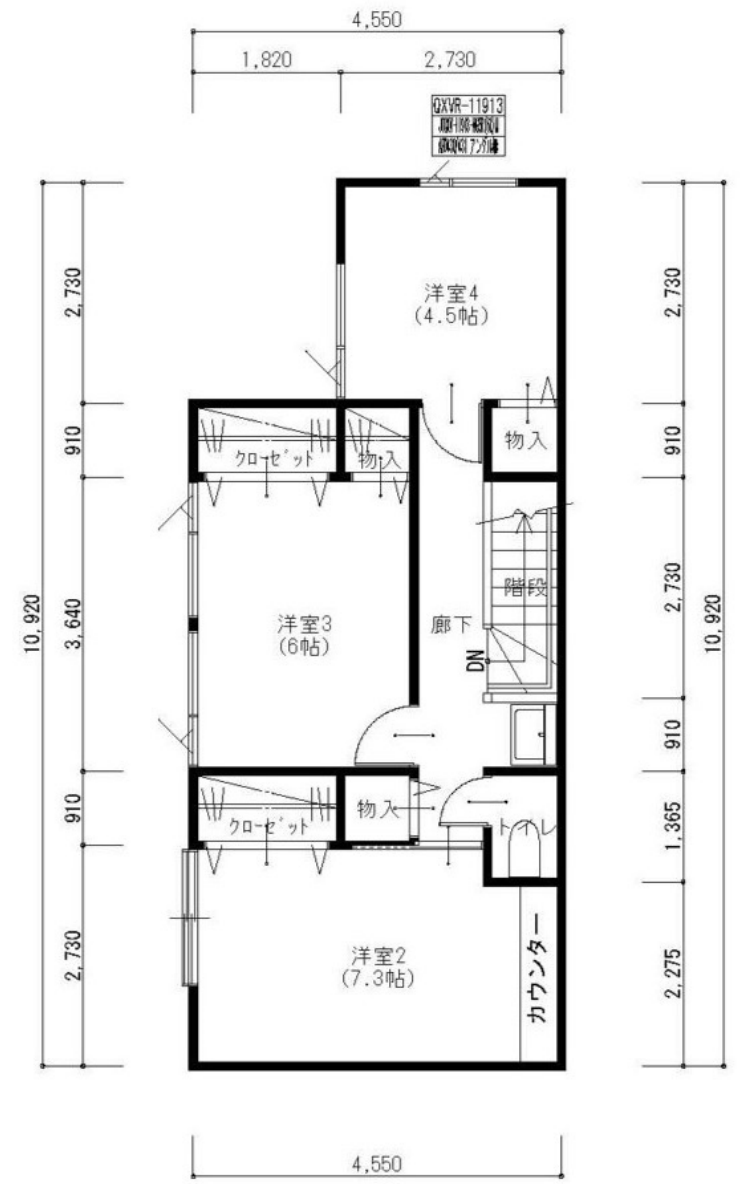 4,550
1,820
2,730
QXVR-11913
2,730
洋室4
(4.5帖)
2,730
910
クローゼット
物入
物入
910
10,920
3,640
洋室3
(6帖)
廊下
階段
DN
2,730
10,920
910
910
クローゼット
物入
トイレ
1,365
2,730
洋室2
(7.3帖)
カウンター
2,275
4,550